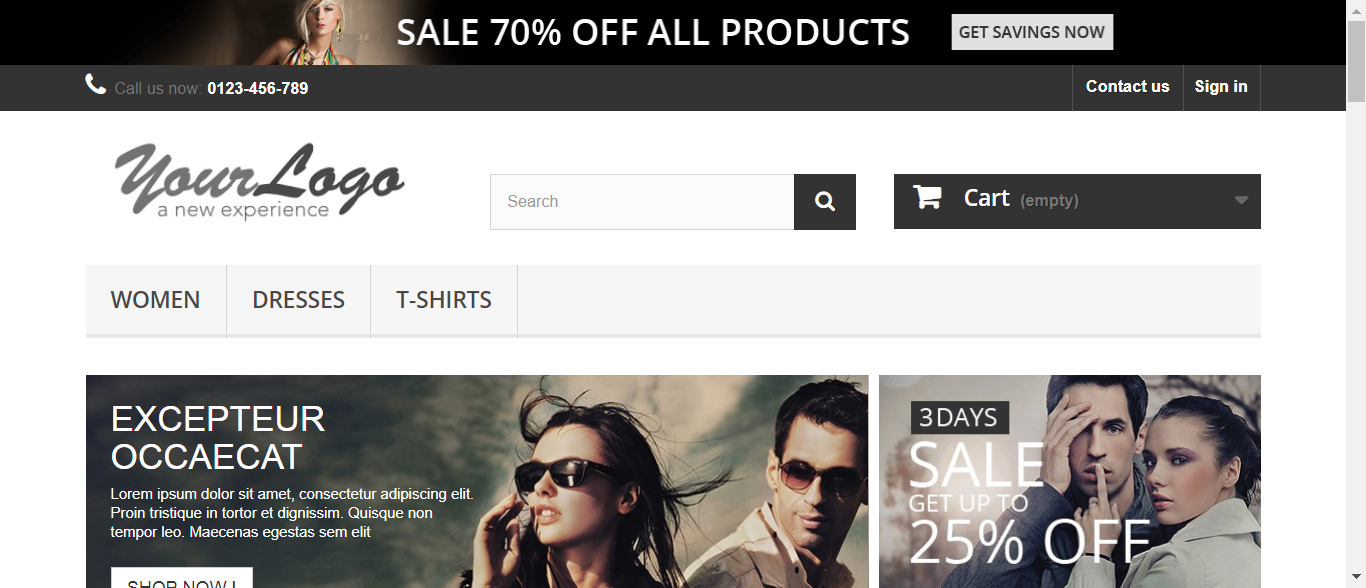 SALE 70% OFF ALL PRODUCTS GET SAVINGS NOW
Call us now: 0123-456-789 Contact us Sign in
YourLogo
a new experience
Search
Cart (empty)
WOMEN DRESSES T-SHIRTS
EXCEPTEUR
OCCAECAT
Lorem ipsum dolor sit amet, consectetur adipiscing elit.
Proin tristique in tortor et dignissim. Quisque non
tempor leo. Maecenas egestas sem elit
SHOP NOW !
3 DAYS
SALE
GET UP TO
25% OFF